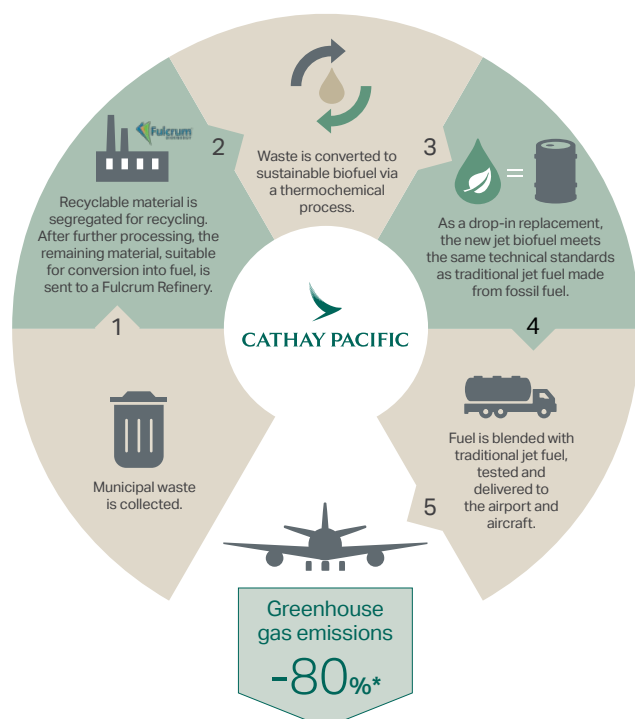 Fulcrum
2
Waste is converted to
sustainable biofuel via
a thermochemical
process.
3
=
Recyclable material is
segregated for recycling.
After further processing, the
remaining material, suitable
for conversion into fuel, is
sent to a Fulcrum Refinery.
As a drop-in replacement,
the new jet biofuel meets
the same technical standards
as traditional jet fuel made
from fossil fuel.
CATHAY PACIFIC
1
4
Municipal waste
is collected.
Fuel is blended with
traditional jet fuel,
tested and
delivered to
the airport and
aircraft.
5
Greenhouse
gas emissions
-80%*